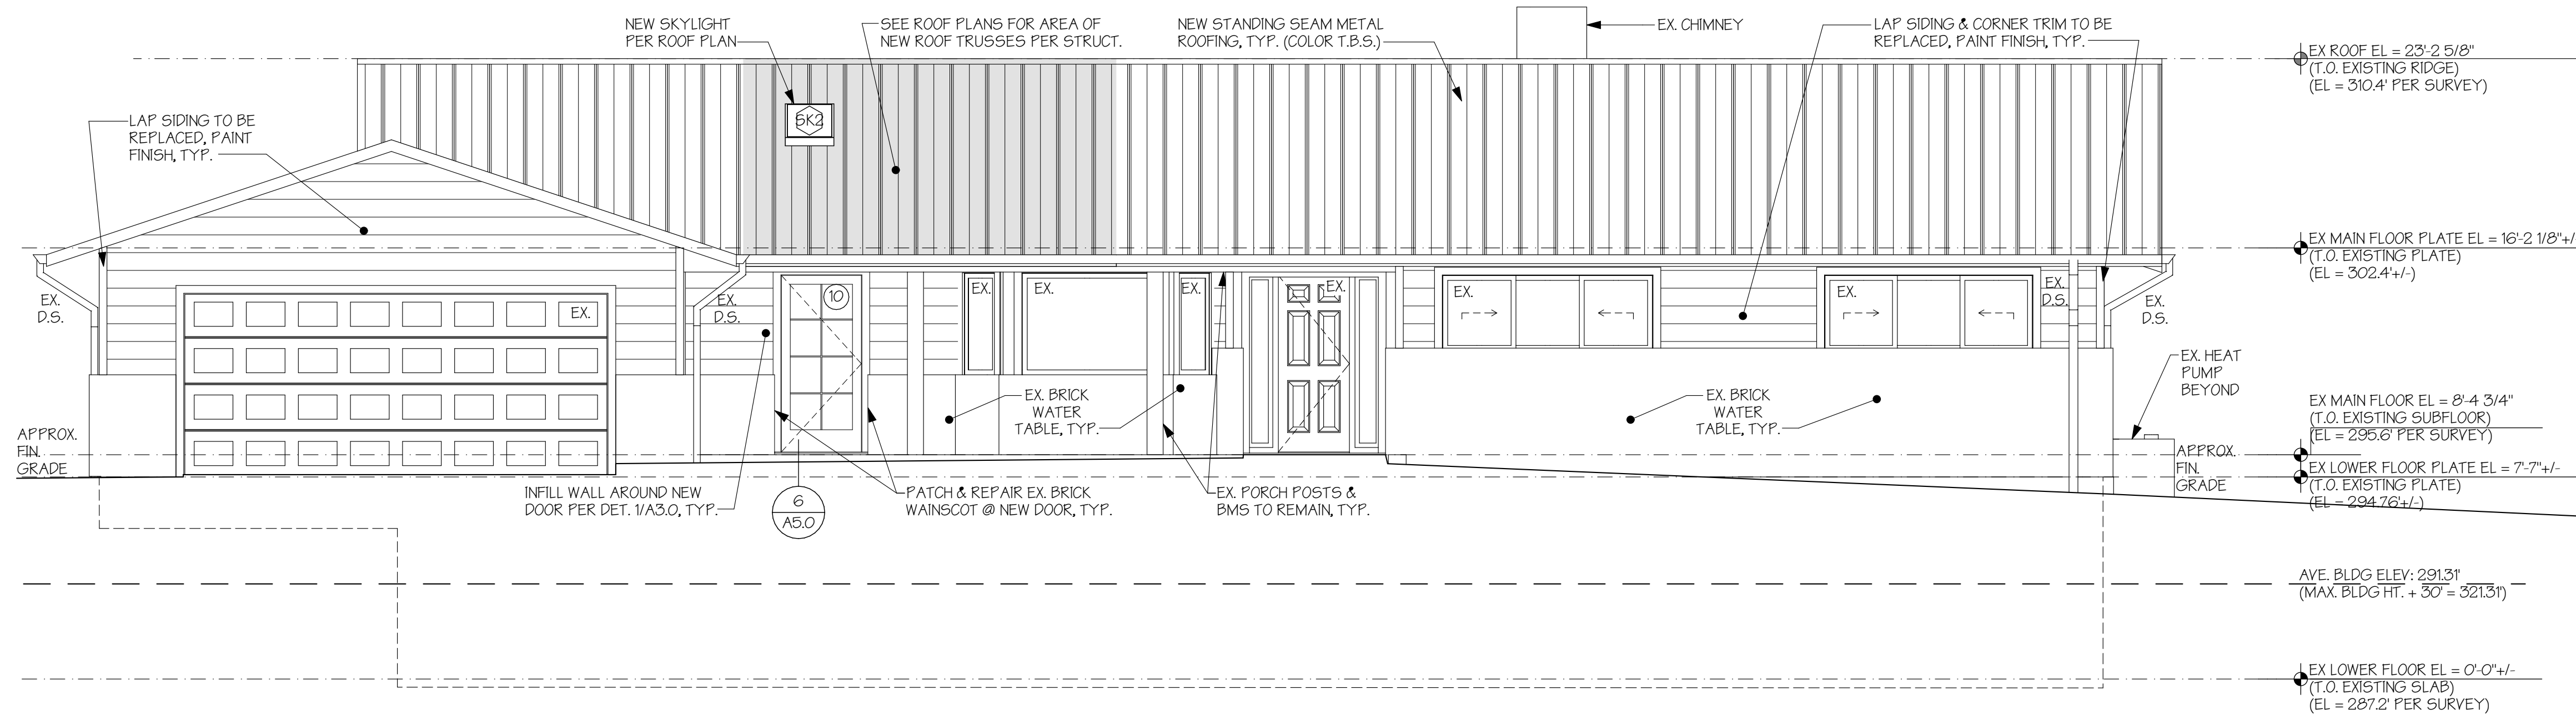 NEW SKYLIGHT
PER ROOF PLAN
SEE ROOF PLANS FOR AREA OF
NEW ROOF TRUSSES PER STRUCT.
NEW STANDING SEAM METAL
ROOFING, TYP. (COLOR T.B.S.)
EX. CHIMNEY
LAP SIDING & CORNER TRIM TO BE
REPLACED, PAINT FINISH, TYP.
EX ROOF EL = 23'-2 5/8"
(T.O. EXISTING RIDGE)
(EL = 310.4' PER SURVEY)
LAP SIDING TO BE
REPLACED, PAINT
FINISH, TYP.
SK2
EX MAIN FLOOR PLATE EL = 16'-2 1/8"+/
(T.O. EXISTING PLATE)
(EL = 302.4'+/-)
EX.
D.S.
EX.
EX.
D.S.
10
EX.
EX.
EX.
EX.
EX.
EX.
EX.
D.S.
EX.
D.S.
EX. HEAT
PUMP
BEYOND
EX. BRICK
WATER
TABLE, TYP.
EX. BRICK
WATER
TABLE, TYP.
EX MAIN FLOOR EL = 8'-4 3/4"
(T.O. EXISTING SUBFLOOR)
(EL = 295.6' PER SURVEY)
APPROX.
FIN.
GRADE
APPROX.
FIN.
GRADE
EX LOWER FLOOR PLATE EL = 7'-7"+/-
(T.O. EXISTING PLATE)
(EL = 294.76'+/-)
INFILL WALL AROUND NEW
DOOR PER DET. 1/A3.0, TYP.
6
A5.0
PATCH & REPAIR EX. BRICK
WAINSCOT @ NEW DOOR, TYP.
EX. PORCH POSTS &
BMS TO REMAIN, TYP.
AVE. BLDG ELEV: 291.31'
(MAX. BLDG HT. + 30' = 321.31')
EX LOWER FLOOR EL = 0'-0"+/-
(T.O. EXISTING SLAB)
(EL = 287.2' PER SURVEY)